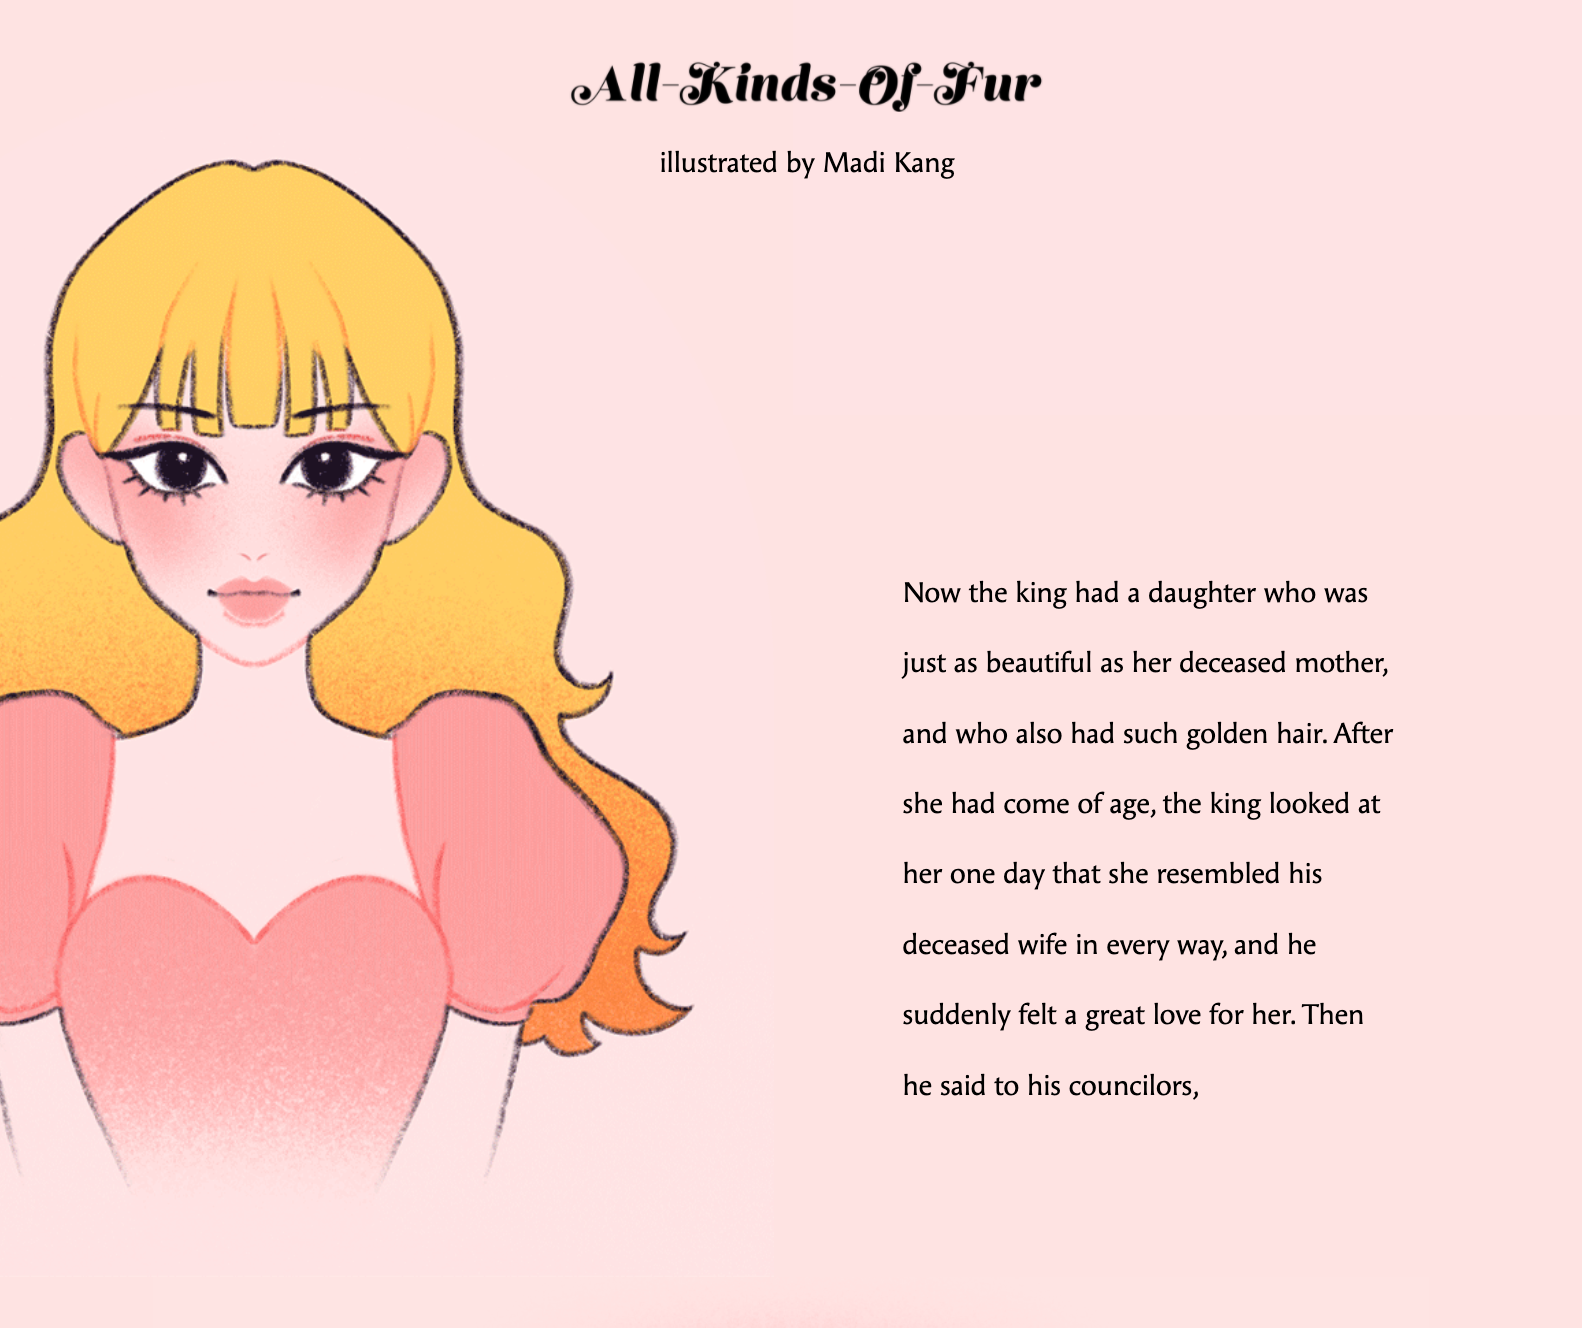 All-Kinds-Of-Fur
illustrated by Madi Kang
Now the king had a daughter who was
just as beautiful as her deceased mother,
and who also had such golden hair. After
she had come of age, the king looked at
her one day that she resembled his
deceased wife in every way, and he
suddenly felt a great love for her. Then
he said to his councilors,